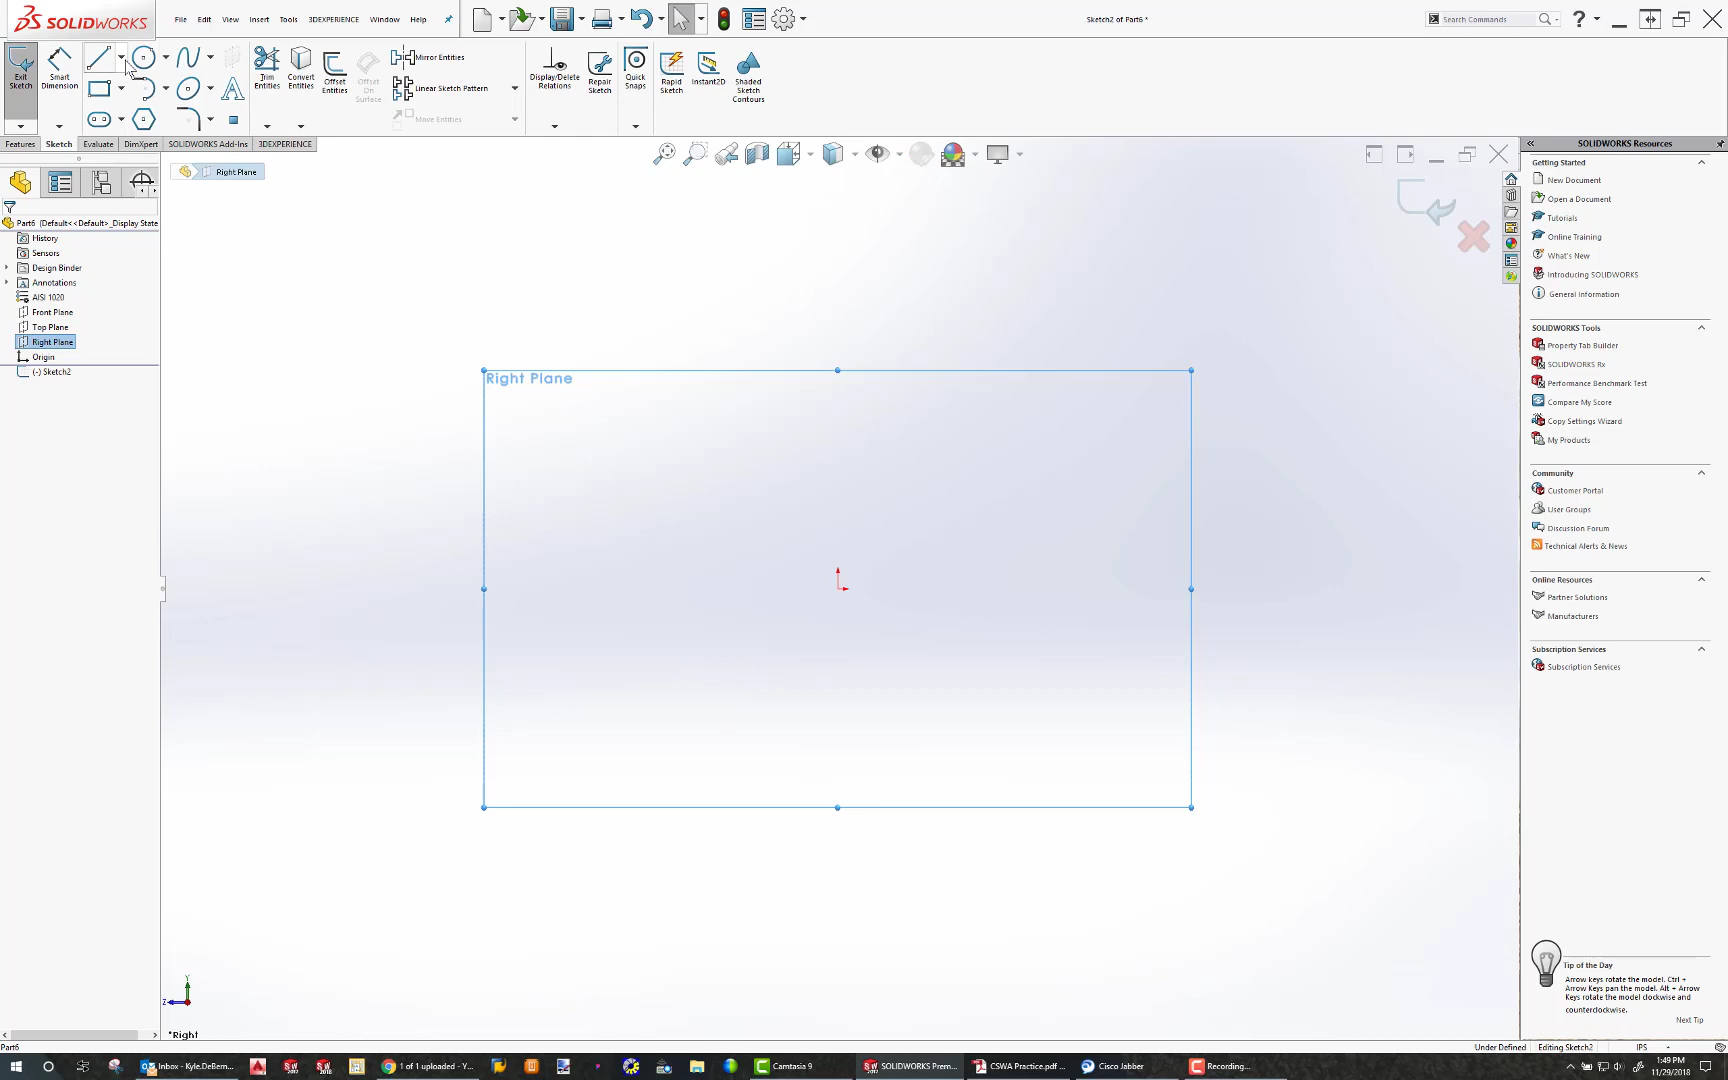 SOLIDWORKS
File Edit View Insert Tools 3DEXPERIENCE Window Help
Sketch2 of Part6 *
Search Commands
Exit Sketch
Smart Dimension
Trim Entities
Convert Entities
Offset Entities
Offset On Surface
Mirror Entities
Linear Sketch Pattern
Move Entities
Display/Delete Relations
Repair Sketch
Quick Snaps
Rapid Sketch
Instant2D
Shaded Sketch Contours
Features Sketch Evaluate DimXpert SOLIDWORKS Add-Ins 3DEXPERIENCE
Right Plane
Part6 (Default<<Default>_Display State
History
Sensors
Design Binder
Annotations
AISI 1020
Front Plane
Top Plane
Right Plane
Origin
(-) Sketch2
Right Plane
Y
Z
*Right
SOLIDWORKS Resources
Getting Started
New Document
Open a Document
Tutorials
Online Training
What's New
Introducing SOLIDWORKS
General Information
SOLIDWORKS Tools
Property Tab Builder
SOLIDWORKS Rx
Performance Benchmark Test
Compare My Score
Copy Settings Wizard
My Products
Community
Customer Portal
User Groups
Discussion Forum
Technical Alerts & News
Online Resources
Partner Solutions
Manufacturers
Subscription Services
Subscription Services
Tip of the Day
Arrow keys rotate the model. Ctrl +
Arrow Keys pan the model. Alt + Arrow
Keys rotate the model clockwise and
counterclockwise.
Next Tip
Part6
Under Defined Editing Sketch2 IPS
Inbox - Kyle.DeBern...
1 of 1 uploaded - Y...
Camtasia 9
SOLIDWORKS Prem...
CSWA Practice.pdf ...
Cisco Jabber
Recording...
1:49 PM
11/29/2018